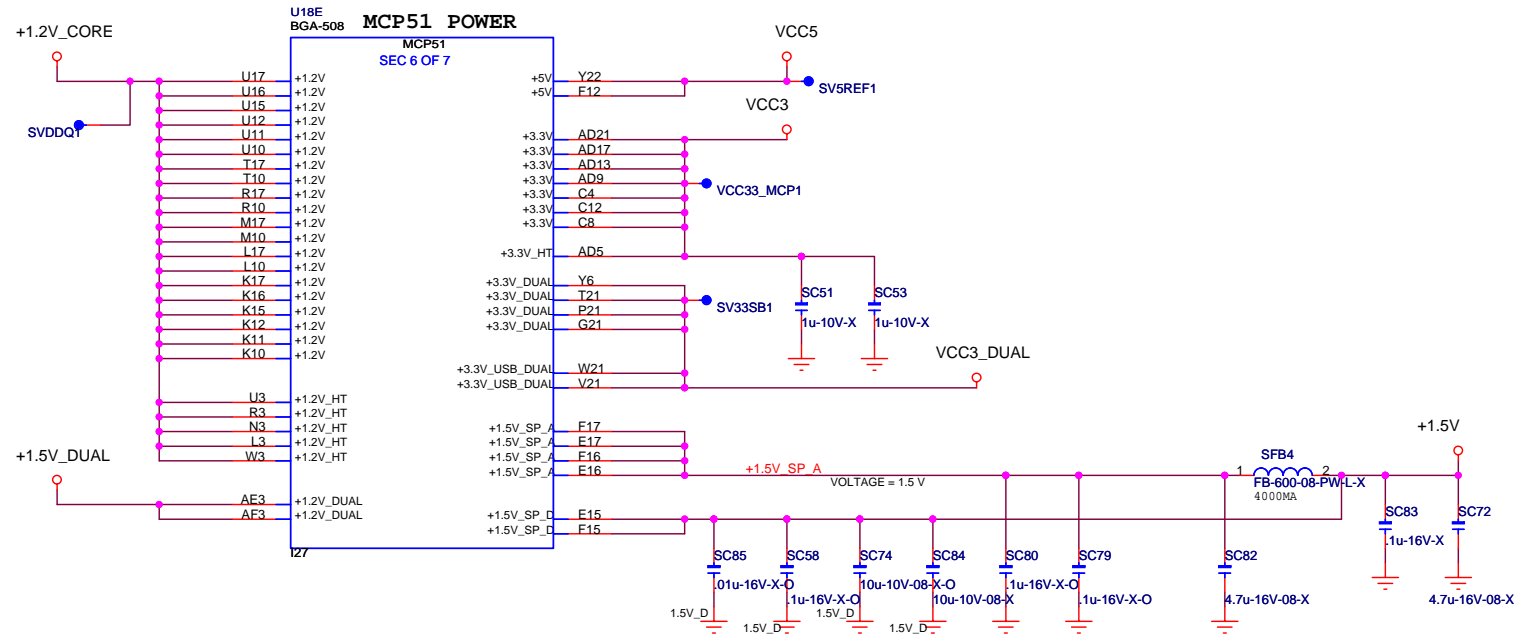 U18E
BGA-508
MCP51 POWER
MCP51
SEC 6 OF 7
+1.2V_CORE
SVDDQ1
U17 +1.2V
U16 +1.2V
U15 +1.2V
U12 +1.2V
U11 +1.2V
U10 +1.2V
T17 +1.2V
T10 +1.2V
R17 +1.2V
R10 +1.2V
M17 +1.2V
M10 +1.2V
L17 +1.2V
L10 +1.2V
K17 +1.2V
K16 +1.2V
K15 +1.2V
K12 +1.2V
K11 +1.2V
K10 +1.2V
U3 +1.2V_HT
R3 +1.2V_HT
N3 +1.2V_HT
L3 +1.2V_HT
W3 +1.2V_HT
+1.5V_DUAL
AE3 +1.2V_DUAL
AF3 +1.2V_DUAL
I27
VCC5
+5V Y22
+5V F12
SV5REF1
VCC3
+3.3V AD21
+3.3V AD17
+3.3V AD13
+3.3V AD9
+3.3V C4
+3.3V C12
+3.3V C8
VCC33_MCP1
+3.3V_HT AD5
+3.3V_DUAL Y6
+3.3V_DUAL T21
+3.3V_DUAL P21
+3.3V_DUAL G21
SV33SB1
SC51
1u-10V-X
SC53
1u-10V-X
VCC3_DUAL
+3.3V_USB_DUAL W21
+3.3V_USB_DUAL V21
+1.5V_SP_A F17
+1.5V_SP_A E17
+1.5V_SP_A F16
+1.5V_SP_A E16
+1.5V_SP_A
VOLTAGE = 1.5 V
+1.5V
SFB4
1 2
FB-600-08-PW-L-X
4000MA
+1.5V_SP_D E15
+1.5V_SP_D F15
SC83
.1u-16V-X
SC72
4.7u-16V-08-X
SC85
.01u-16V-X-O
1.5V_D
SC58
.1u-16V-X-O
1.5V_D
SC74
10u-10V-08-X-O
1.5V_D
SC84
10u-10V-08-X
1.5V_D
SC80
.1u-16V-X-O
SC79
.1u-16V-X-O
SC82
4.7u-16V-08-X